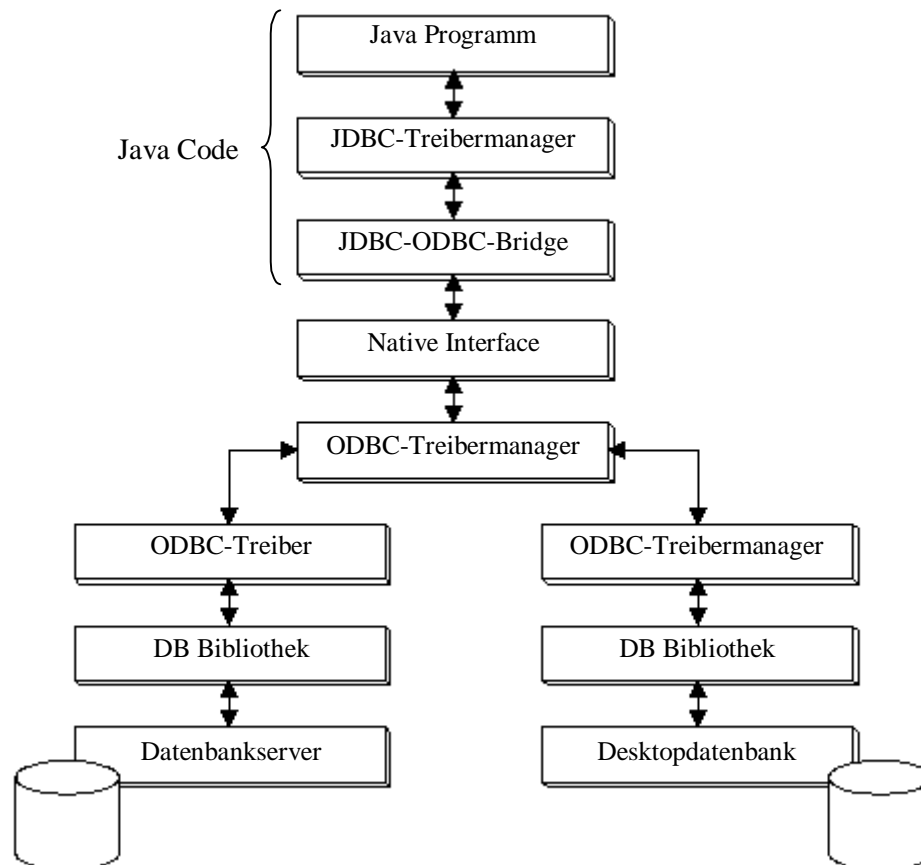 Java Programm
JDBC-Treibermanager
Java Code
JDBC-ODBC-Bridge
Native Interface
ODBC-Treibermanager
ODBC-Treiber
ODBC-Treibermanager
DB Bibliothek
DB Bibliothek
Datenbankserver
Desktopdatenbank